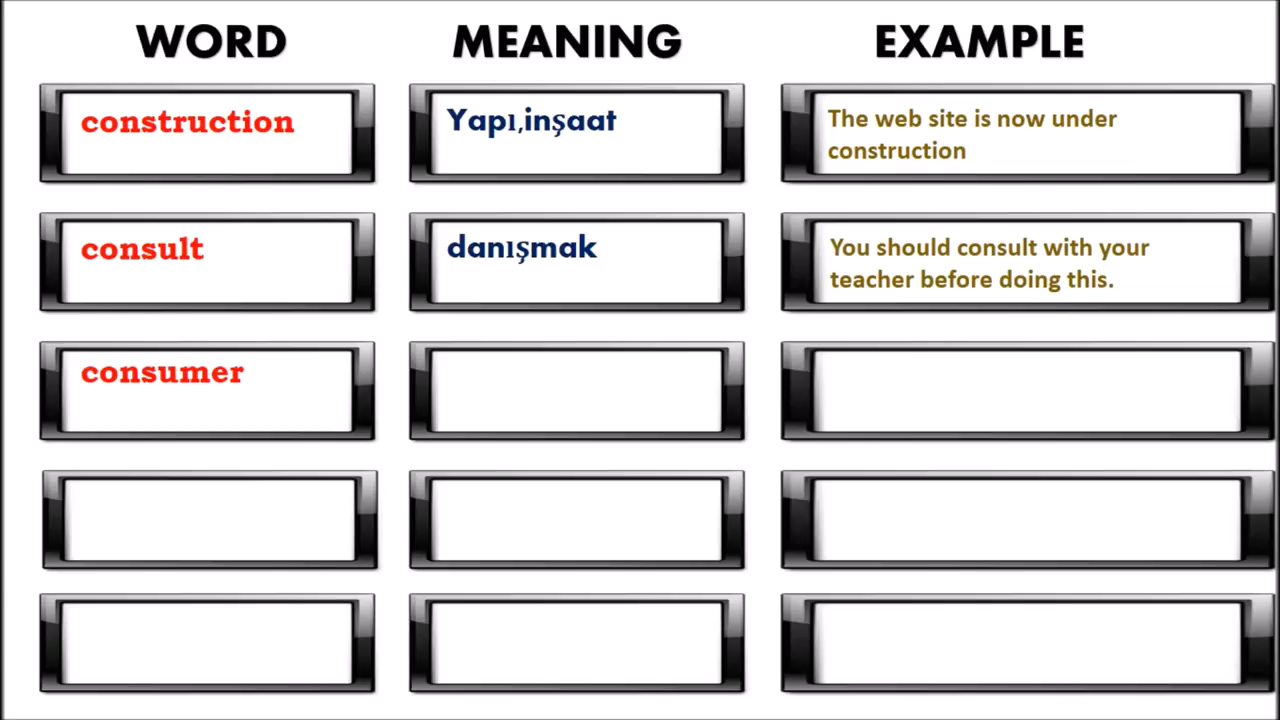 WORD MEANING EXAMPLE
construction Yapı,inşaat The web site is now under
construction
consult danışmak You should consult with your
teacher before doing this.
consumer